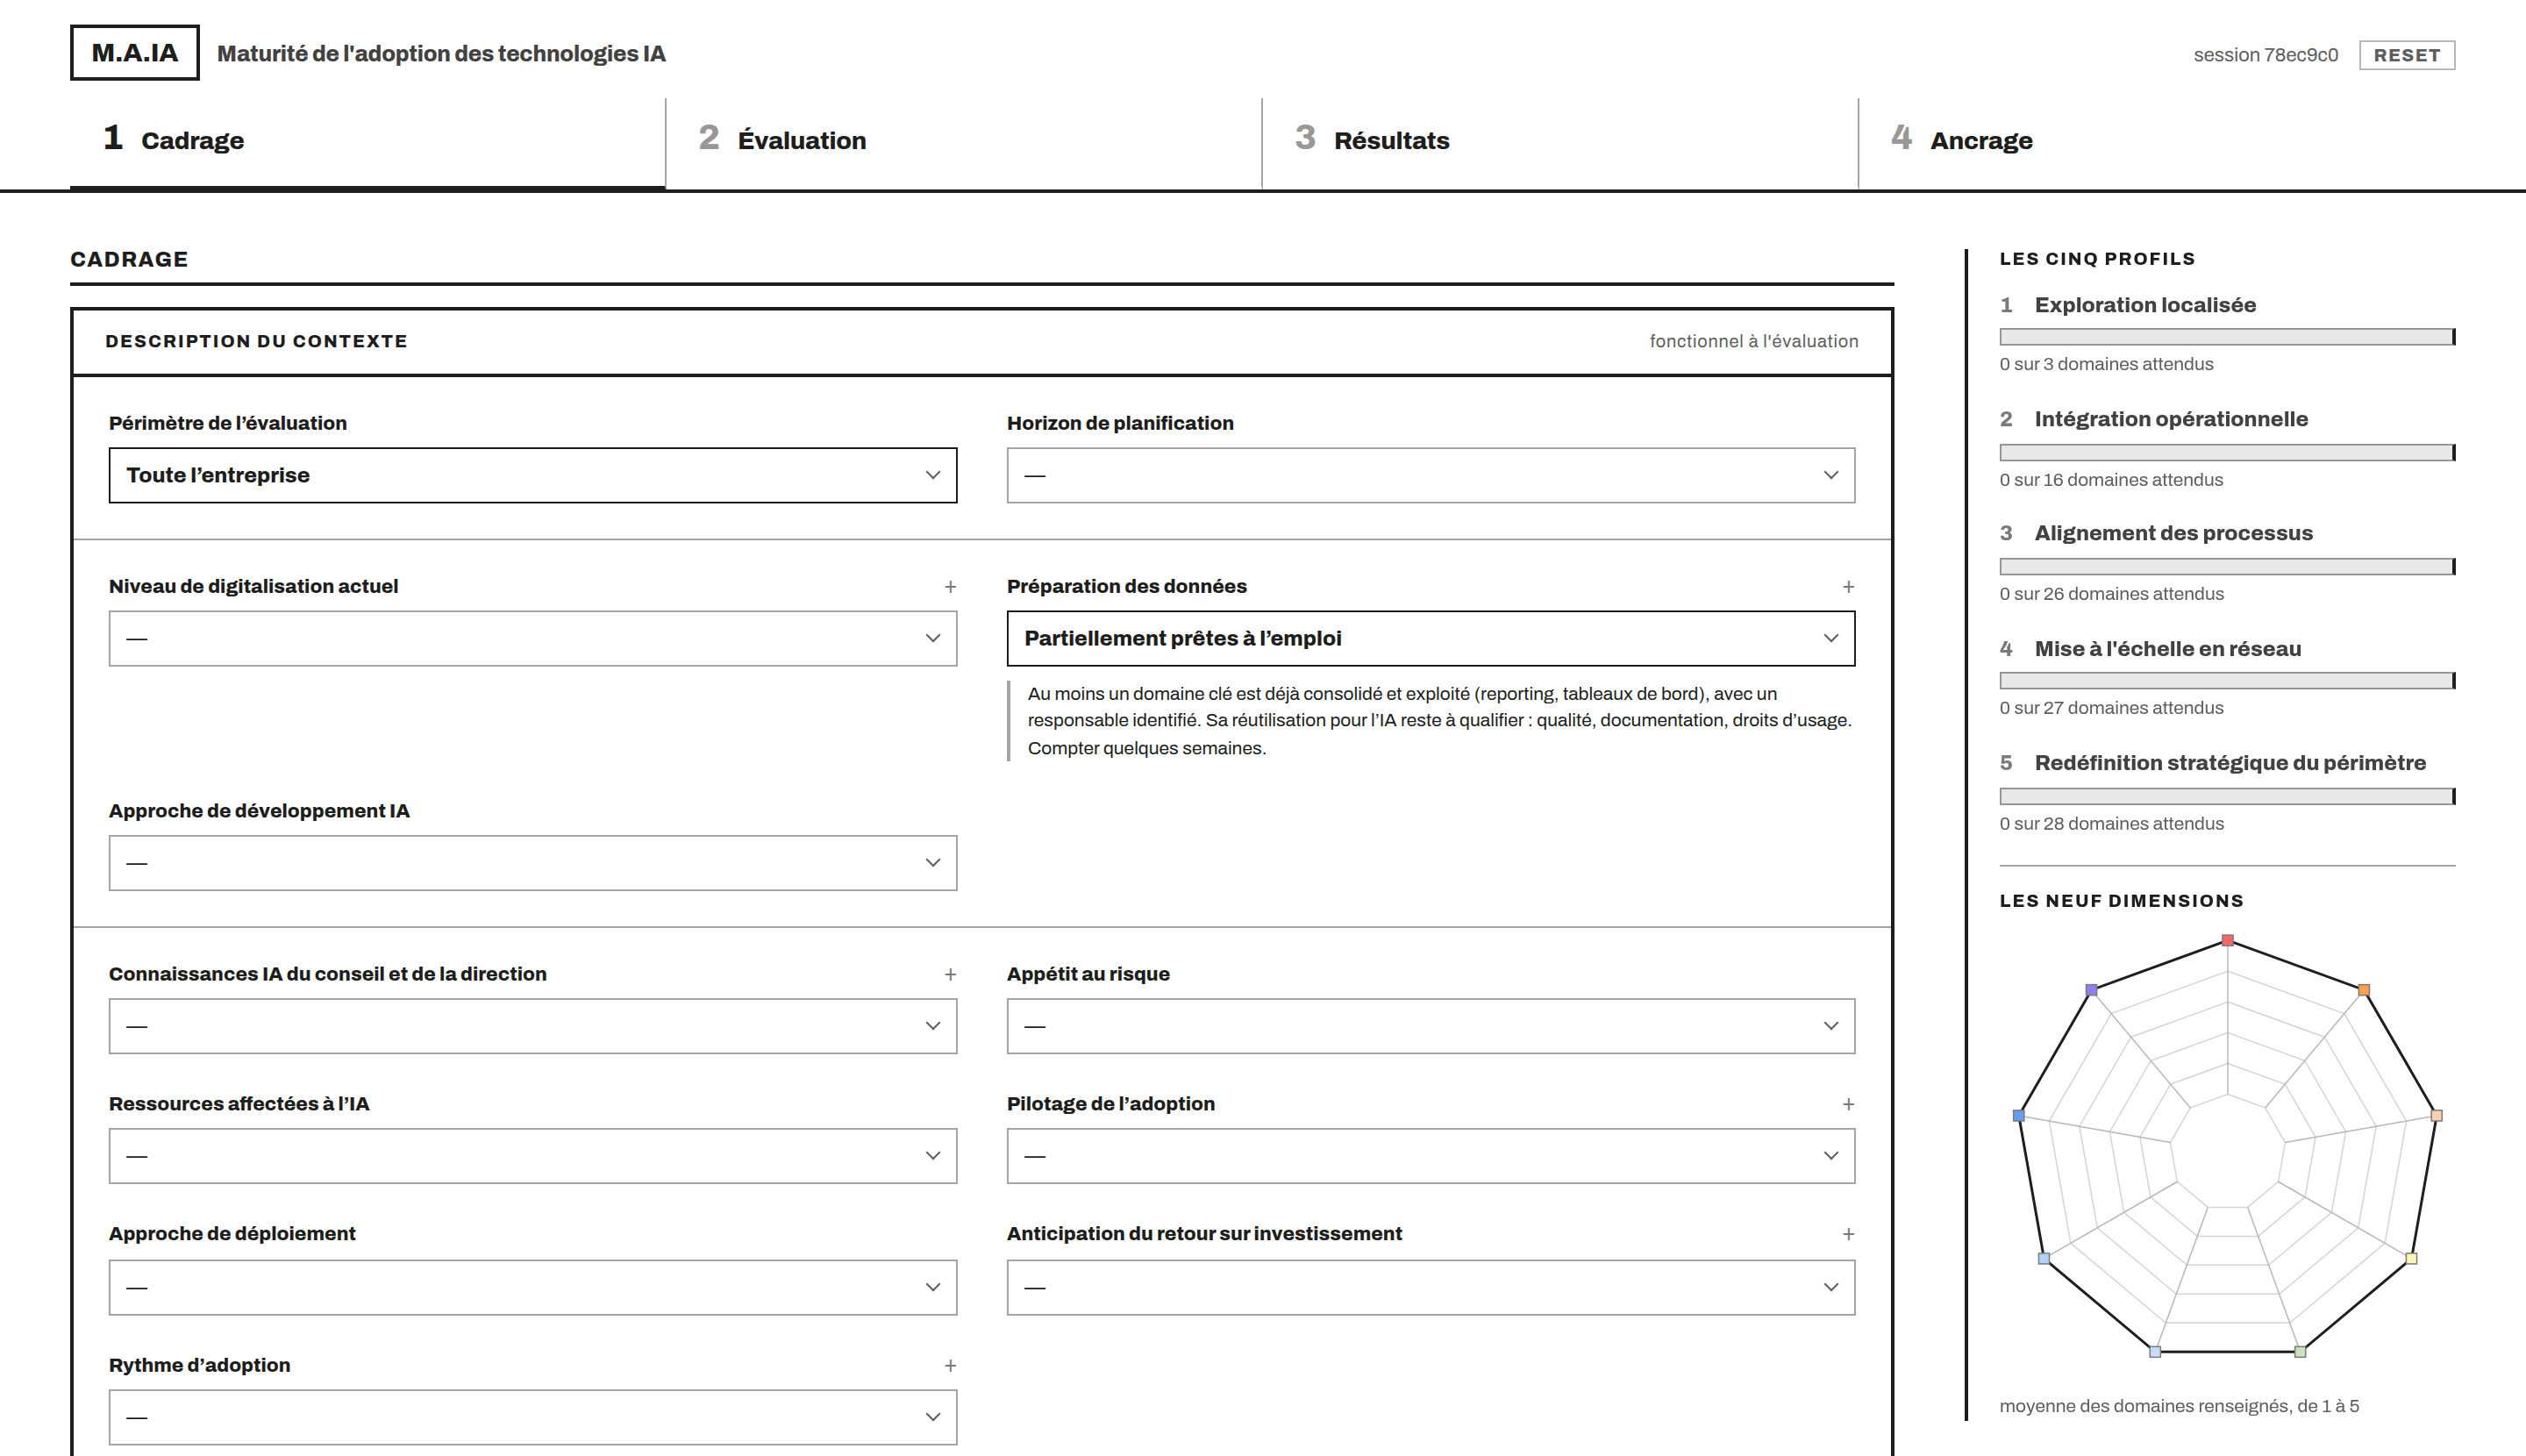 M.A.IA
Maturité de l'adoption des technologies IA
session 78ec9c0
RESET
1 Cadrage
2 Évaluation
3 Résultats
4 Ancrage
CADRAGE
DESCRIPTION DU CONTEXTE
fonctionnel à l'évaluation
Périmètre de l’évaluation
Toute l’entreprise
Horizon de planification
—
Niveau de digitalisation actuel
+
—
Préparation des données
+
Partiellement prêtes à l’emploi
Au moins un domaine clé est déjà consolidé et exploité (reporting, tableaux de bord), avec un
responsable identifié. Sa réutilisation pour l’IA reste à qualifier : qualité, documentation, droits d’usage.
Compter quelques semaines.
Approche de développement IA
—
Connaissances IA du conseil et de la direction
+
—
Appétit au risque
—
Ressources affectées à l’IA
—
Pilotage de l’adoption
+
—
Approche de déploiement
—
Anticipation du retour sur investissement
+
—
Rythme d’adoption
+
—
LES CINQ PROFILS
1 Exploration localisée
0 sur 3 domaines attendus
2 Intégration opérationnelle
0 sur 16 domaines attendus
3 Alignement des processus
0 sur 26 domaines attendus
4 Mise à l'échelle en réseau
0 sur 27 domaines attendus
5 Redéfinition stratégique du périmètre
0 sur 28 domaines attendus
LES NEUF DIMENSIONS
moyenne des domaines renseignés, de 1 à 5